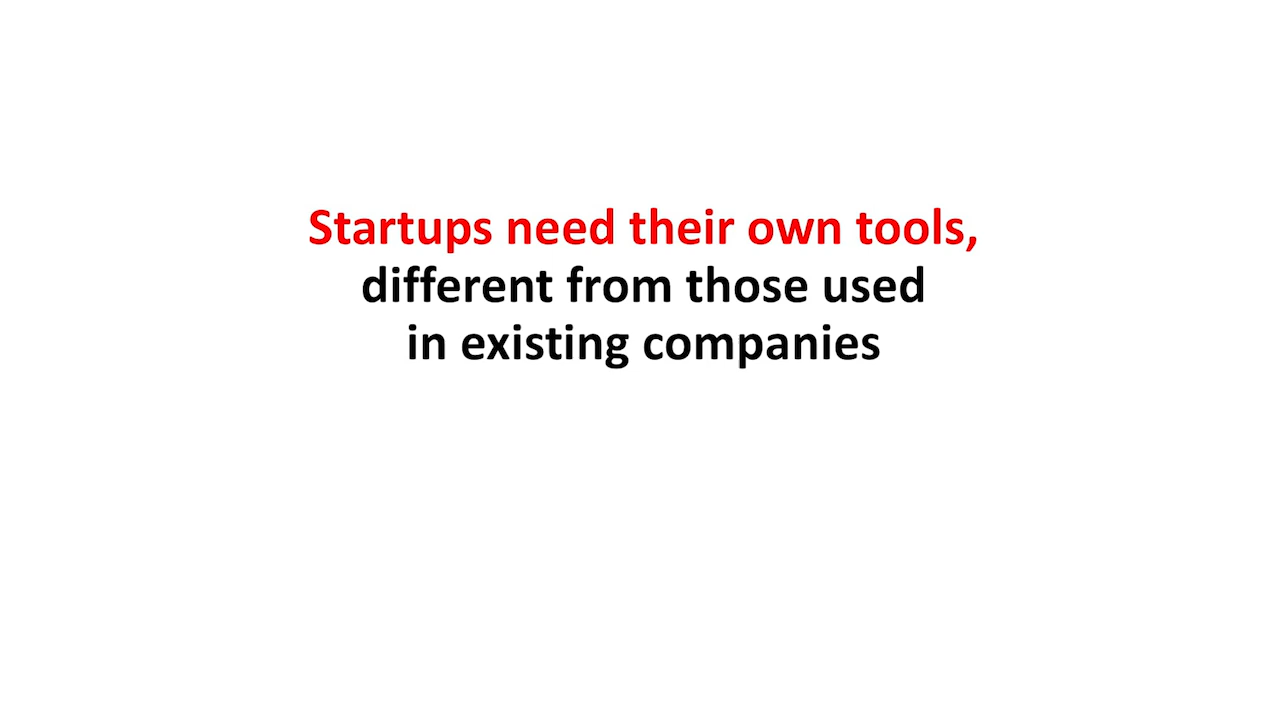 Startups need their own tools,
different from those used
in existing companies